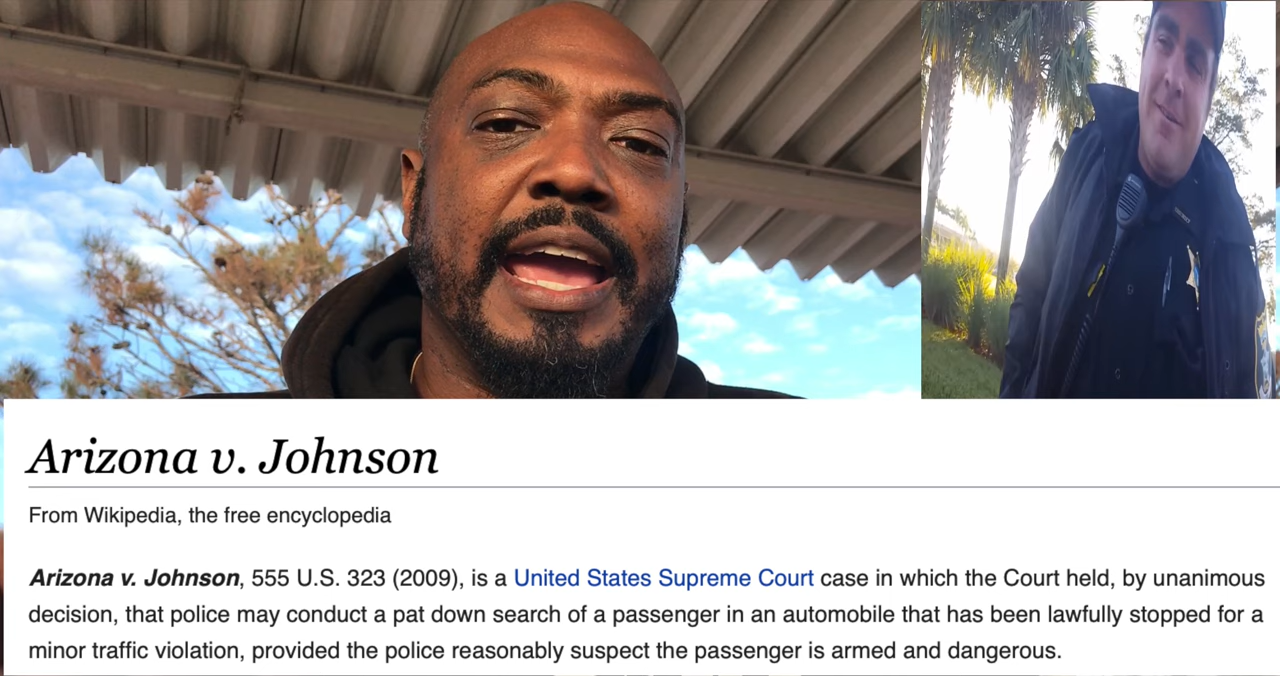 Arizona v. Johnson
From Wikipedia, the free encyclopedia
Arizona v. Johnson, 555 U.S. 323 (2009), is a United States Supreme Court case in which the Court held, by unanimous
decision, that police may conduct a pat down search of a passenger in an automobile that has been lawfully stopped for a
minor traffic violation, provided the police reasonably suspect the passenger is armed and dangerous.